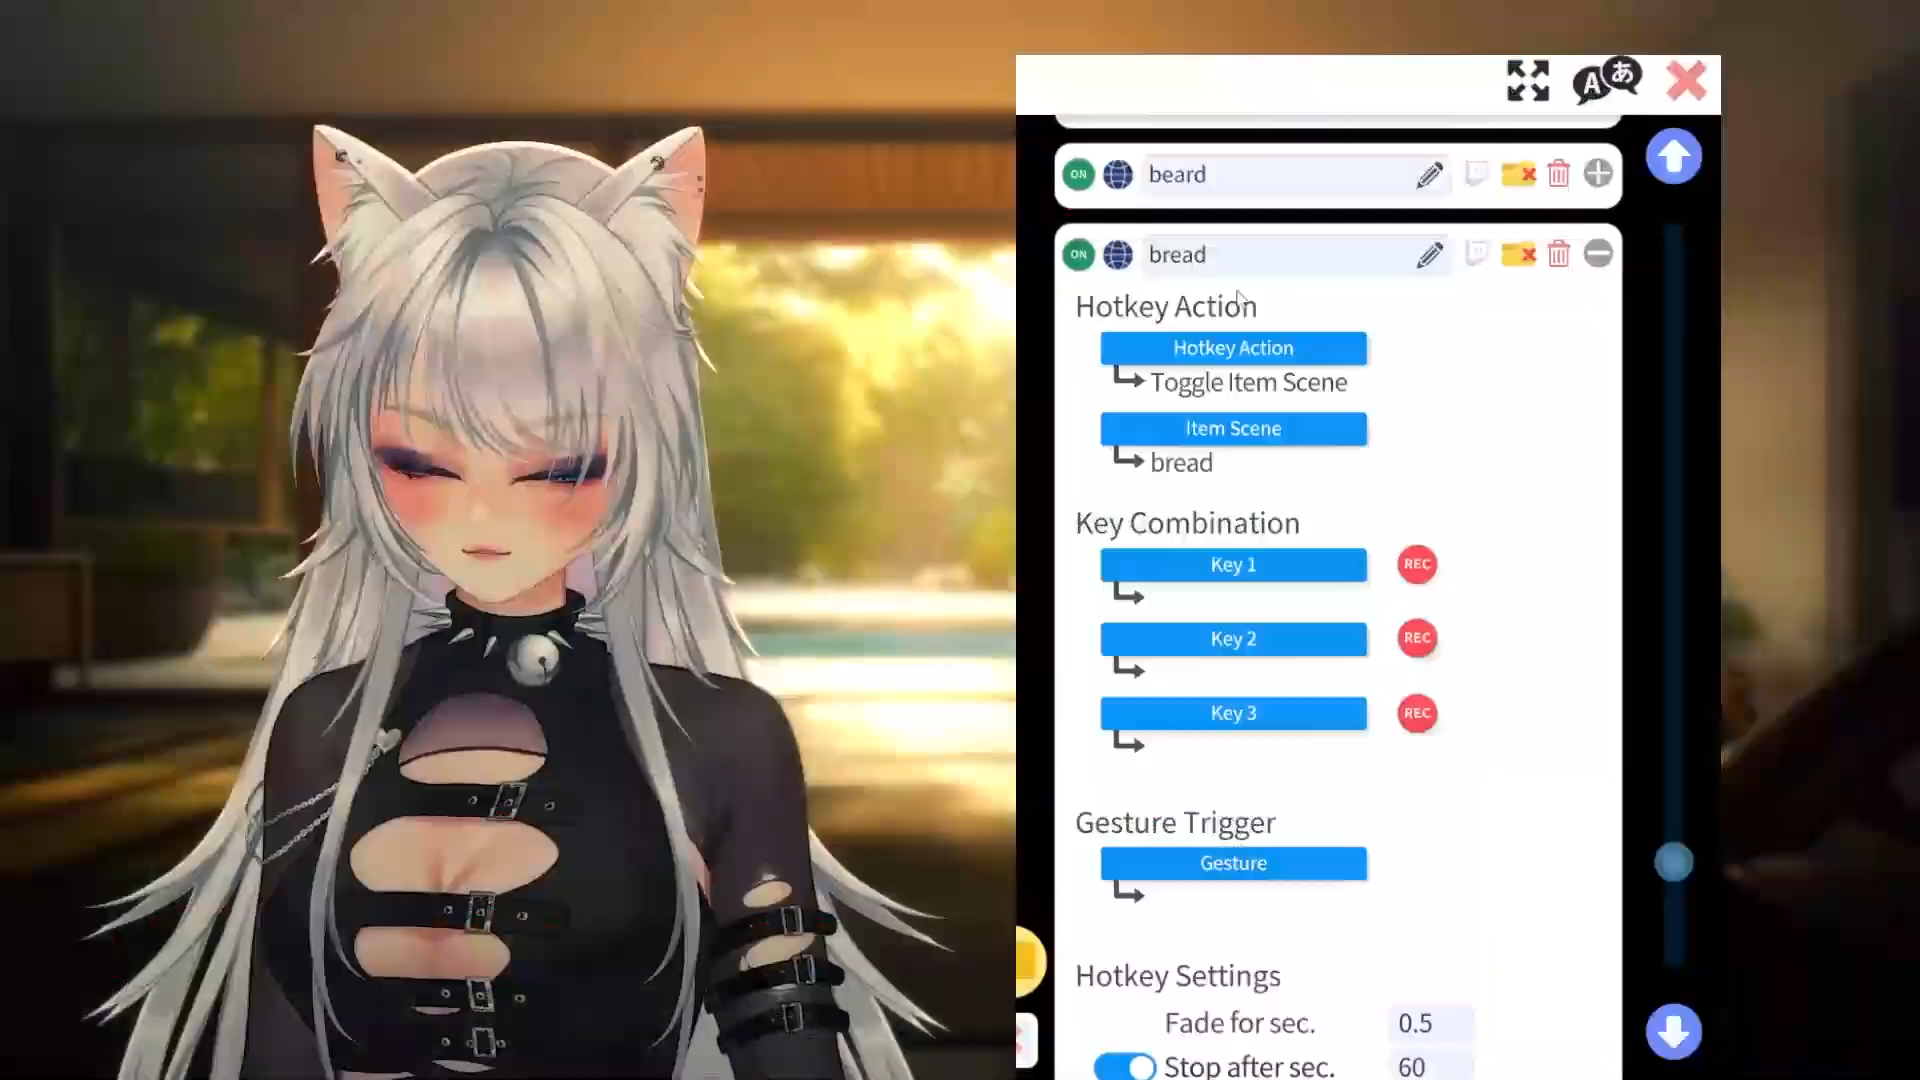 A あ
ON beard
ON bread
Hotkey Action
Hotkey Action
Toggle Item Scene
Item Scene
bread
Key Combination
Key 1 REC
Key 2 REC
Key 3 REC
Gesture Trigger
Gesture
Hotkey Settings
Fade for sec. 0.5
Stop after sec. 60